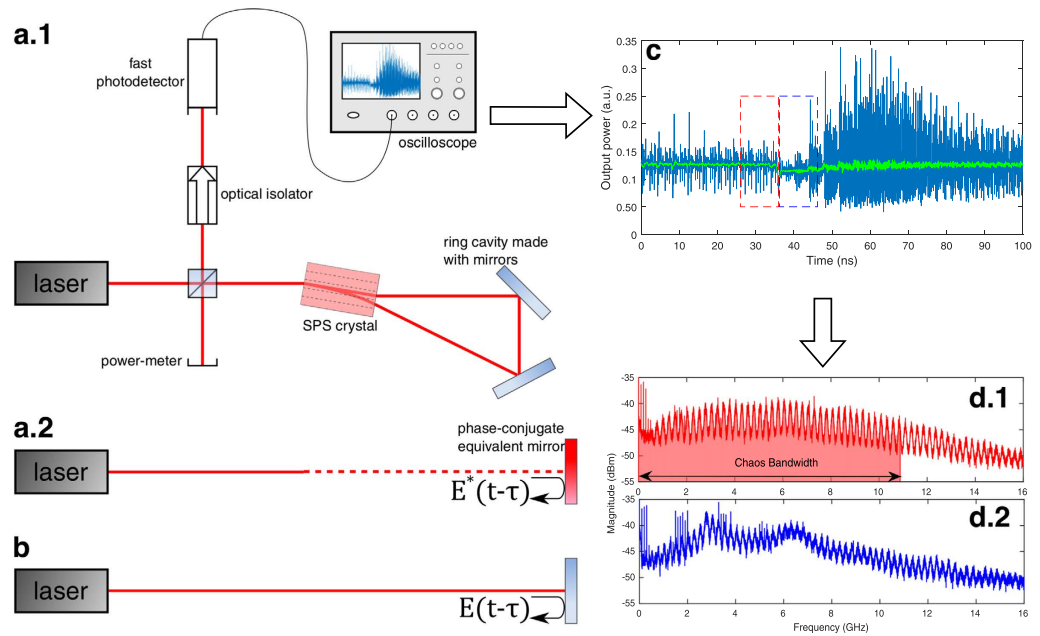 a.1
fast
photodetector
optical isolator
oscilloscope
laser
SPS crystal
ring cavity made
with mirrors
power-meter
a.2
laser
phase-conjugate
equivalent mirror
E*(t-τ)
b
laser
E(t-τ)
c
Output power (a.u.)
0.35
0.3
0.25
0.2
0.15
0.1
0.50
0
0 10 20 30 40 50 60 70 80 90 100
Time (ns)
d.1
Magnitude (dBm)
-35
-40
-45
-50
-55
Chaos Bandwidth
0 2 4 6 8 10 12 14 16
d.2
-35
-45
-50
-55
0 2 4 6 8 10 12 14 16
Frequency (GHz)